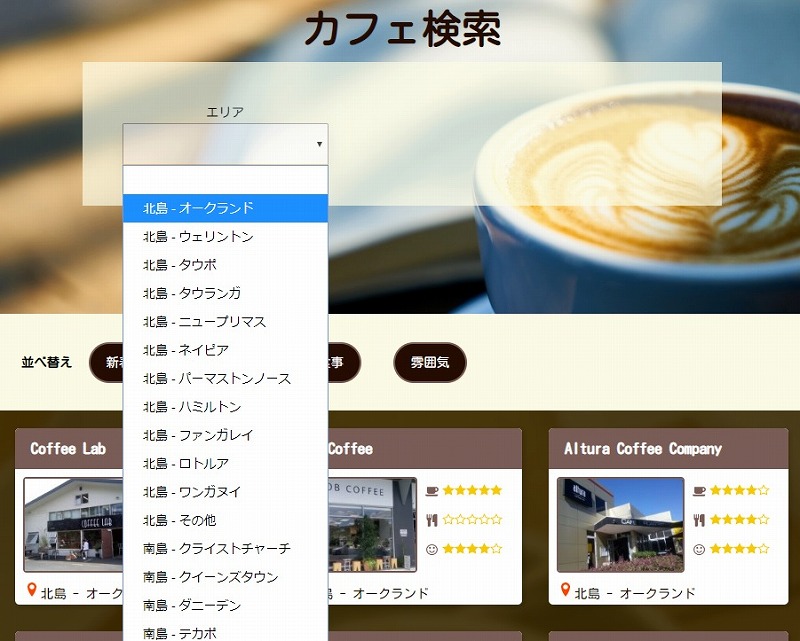 カフェ検索
エリア
北島 - オークランド
北島 - ウェリントン
北島 - タウポ
北島 - タウランガ
北島 - ニュープリマス
北島 - ネイピア
北島 - パーマストンノース
北島 - ハミルトン
北島 - ファンガレイ
北島 - ロトルア
北島 - ワンガヌイ
北島 - その他
南島 - クライストチャーチ
南島 - クイーンズタウン
南島 - ダニーデン
南島 - テカポ
並べ替え
新
事
雰囲気
Coffee Lab
Coffee
Altura Coffee Company
COFFEE LAB
OB COFFEE
北島 - オーク
島 - オークランド
北島 - オークランド